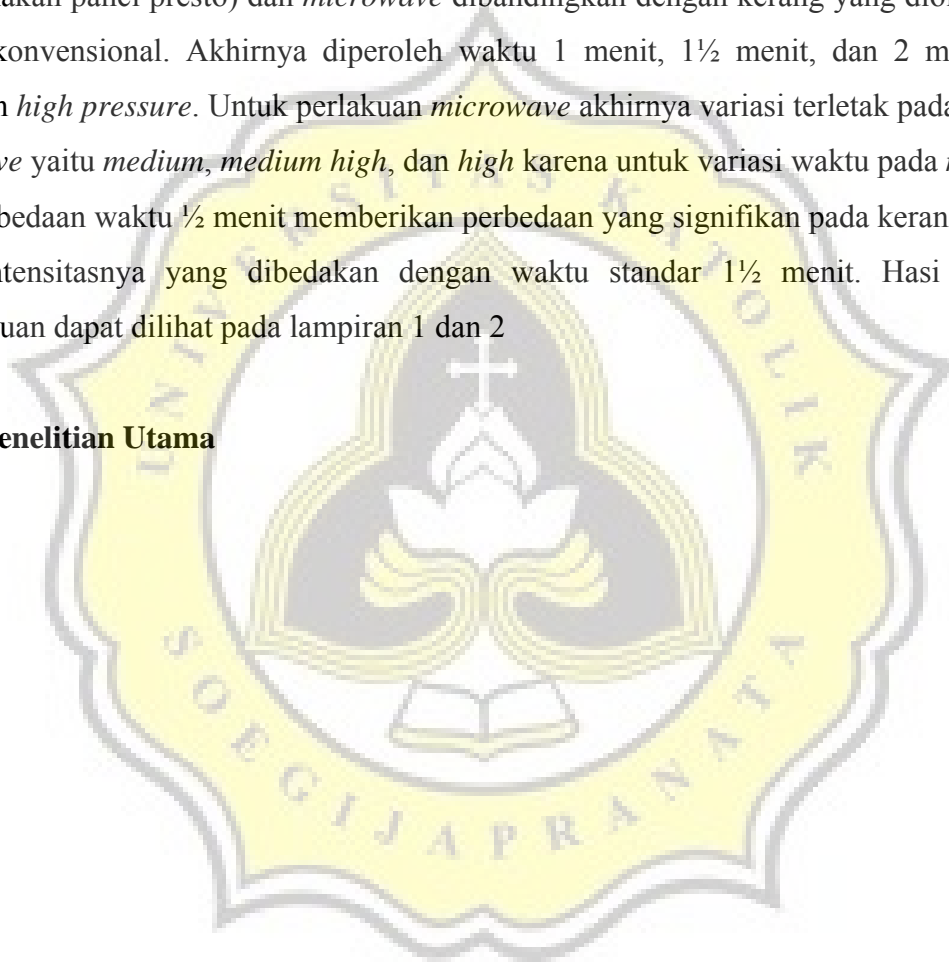 akan panci presto) dan microwave dibandingkan dengan kerang yang
konvensional. Akhirnya diperoleh waktu 1 menit, 1½ menit, dan 2 m
high pressure. Untuk perlakuan microwave akhirnya variasi terletak pada
ve yaitu medium, medium high, dan high karena untuk variasi waktu pada
bedaan waktu ½ menit memberikan perbedaan yang signifikan pada keran
ntensitasnya yang dibedakan dengan waktu standar 1½ menit. Hasi
uan dapat dilihat pada lampiran 1 dan 2
enelitian Utama
UNIVERSITAS KATOLIK
SOEGIJAPRANATA